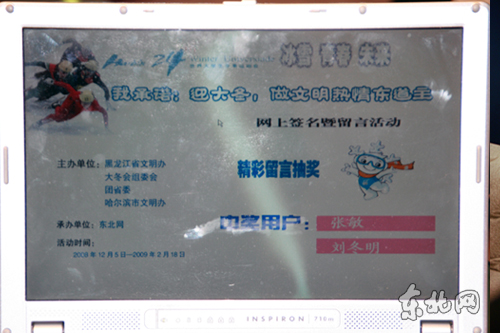 冰雪 青春 未来
我承诺：迎大冬，做文明热情东道主
网上签名暨留言活动
主办单位：黑龙江省文明办
大冬会组委会
团省委
哈尔滨市文明办
精彩留言抽奖
承办单位：东北网
中奖用户：张敏
刘冬明
活动时间：
2008年12月5日—2009年2月18日
INSPIRON 710m
东北网